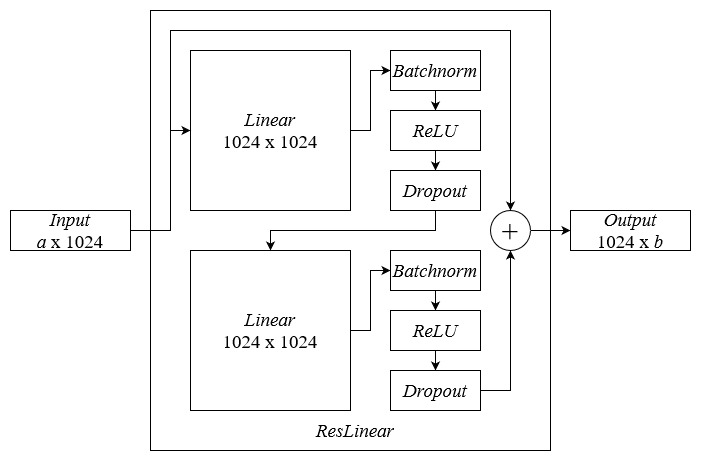 Input
a x 1024
Linear
1024 x 1024
Batchnorm
ReLU
Dropout
Linear
1024 x 1024
Batchnorm
ReLU
Dropout
+
Output
1024 x b
ResLinear